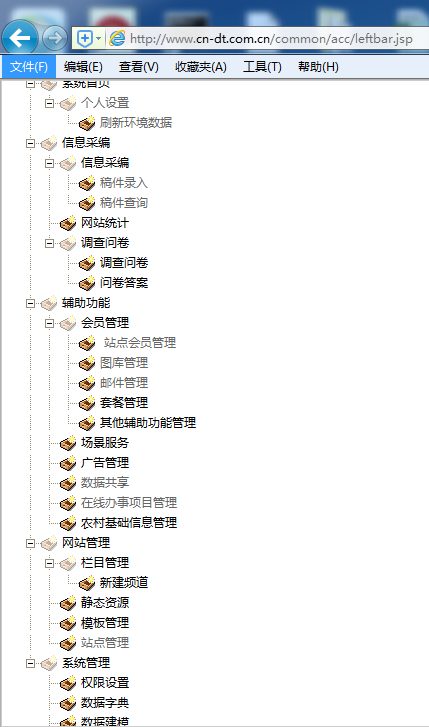 http://www.cn-dt.com.cn/common/acc/leftbar.jsp
文件(F) 编辑(E) 查看(V) 收藏夹(A) 工具(T) 帮助(H)
系统首页
个人设置
刷新环境数据
信息采编
信息采编
稿件录入
稿件查询
网站统计
调查问卷
调查问卷
问卷答案
辅助功能
会员管理
站点会员管理
图库管理
邮件管理
套餐管理
其他辅助功能管理
场景服务
广告管理
数据共享
在线办事项目管理
农村基础信息管理
网站管理
栏目管理
新建频道
静态资源
模板管理
站点管理
系统管理
权限设置
数据字典
数据建模